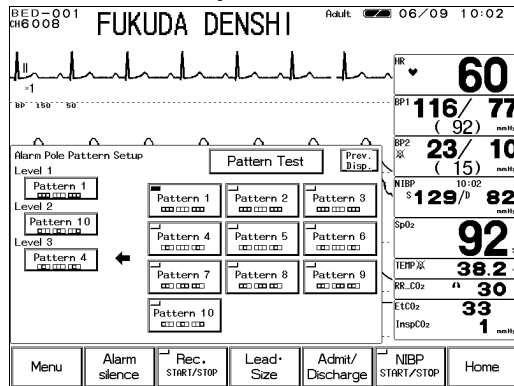 BED-001
CH6008
FUKUDA DENSHI
Adult
06/09 10:02
II
×1
BP 150 50
HR
60
BP1
116/ 77
( 92) mmHg
BP2
23/ 10
( 15) mmHg
NIBP 10:02
S 129/D 82
mmHg
SpO2
92
TEMP
38.2
RR_CO2
30
EtCO2
33
InspCO2
1 mmHg
Alarm Pole Pattern Setup
Pattern Test
Prev. Disp.
Level 1
Pattern 1
Level 2
Pattern 10
Level 3
Pattern 4
Pattern 1
Pattern 2
Pattern 3
Pattern 4
Pattern 5
Pattern 6
Pattern 7
Pattern 8
Pattern 9
Pattern 10
Menu
Alarm silence
Rec. START/STOP
Lead・ Size
Admit/ Discharge
NIBP START/STOP
Home